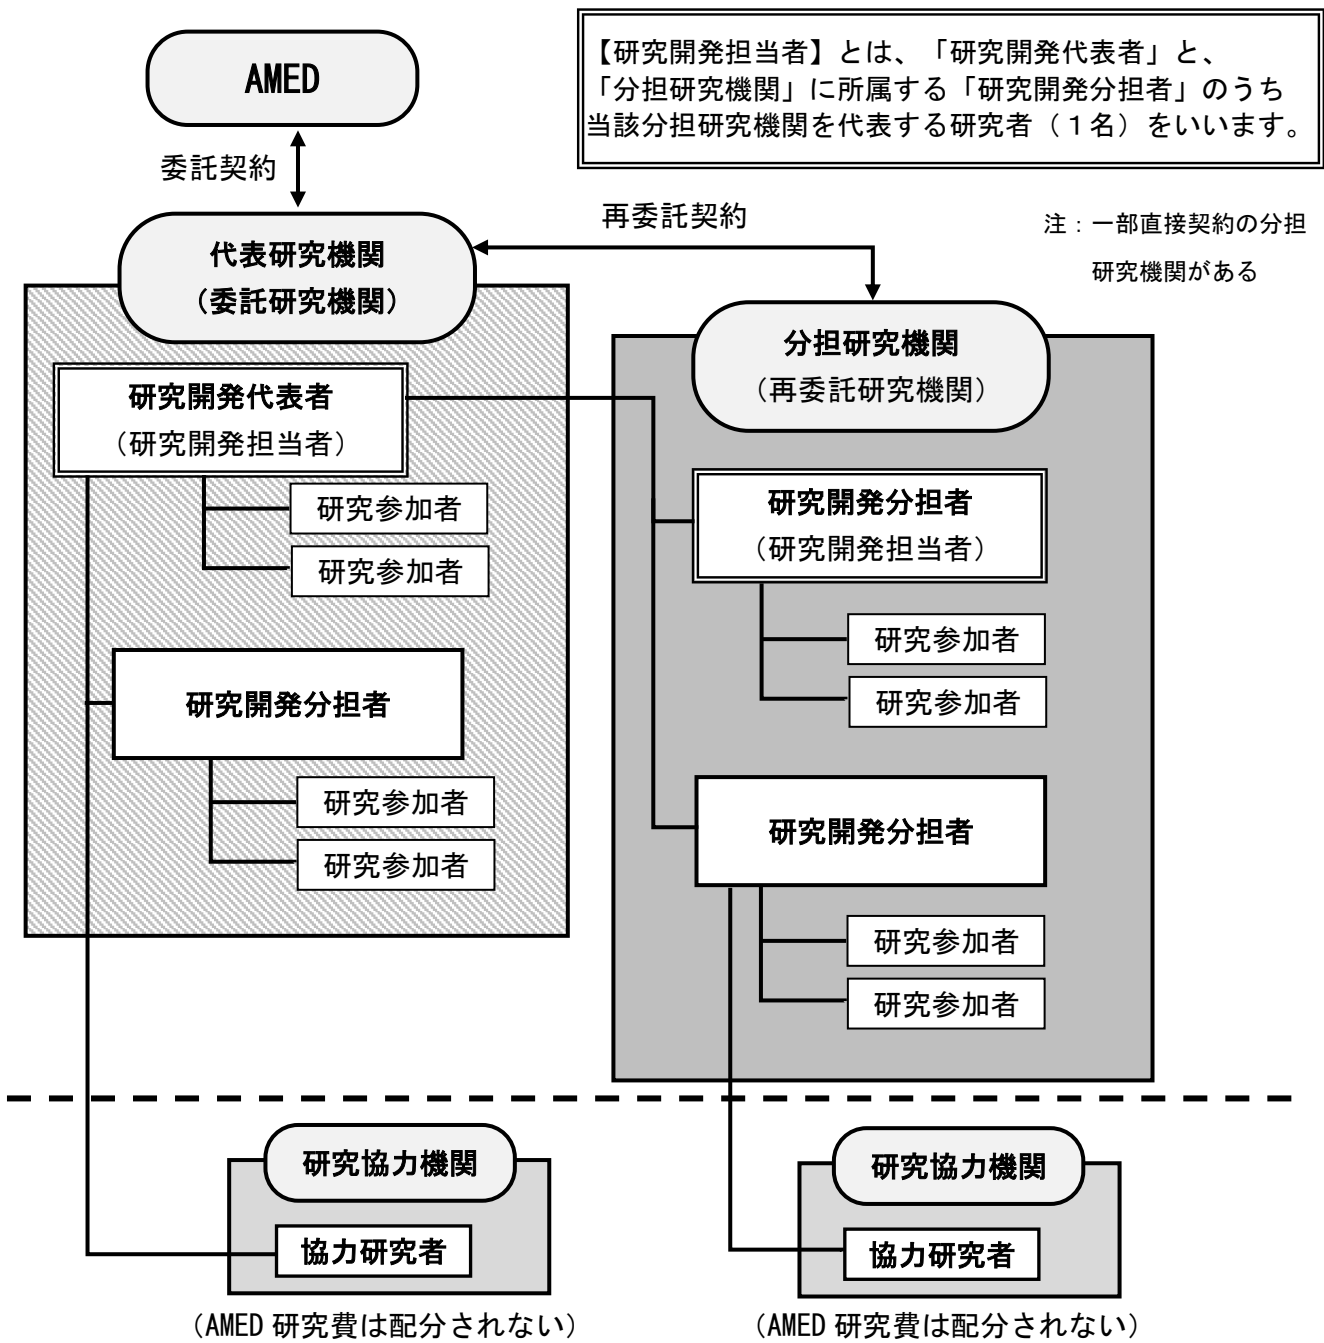 AMED
【研究開発担当者】とは、「研究開発代表者」と、
「分担研究機関」に所属する「研究開発分担者」のうち
当該分担研究機関を代表する研究者（１名）をいいます。
委託契約
再委託契約
注：一部直接契約の分担
研究機関がある
代表研究機関
（委託研究機関）
研究開発代表者
（研究開発担当者）
研究参加者
研究参加者
研究開発分担者
研究参加者
研究参加者
分担研究機関
（再委託研究機関）
研究開発分担者
（研究開発担当者）
研究参加者
研究参加者
研究開発分担者
研究参加者
研究参加者
研究協力機関
協力研究者
（AMED 研究費は配分されない）
研究協力機関
協力研究者
（AMED 研究費は配分されない）